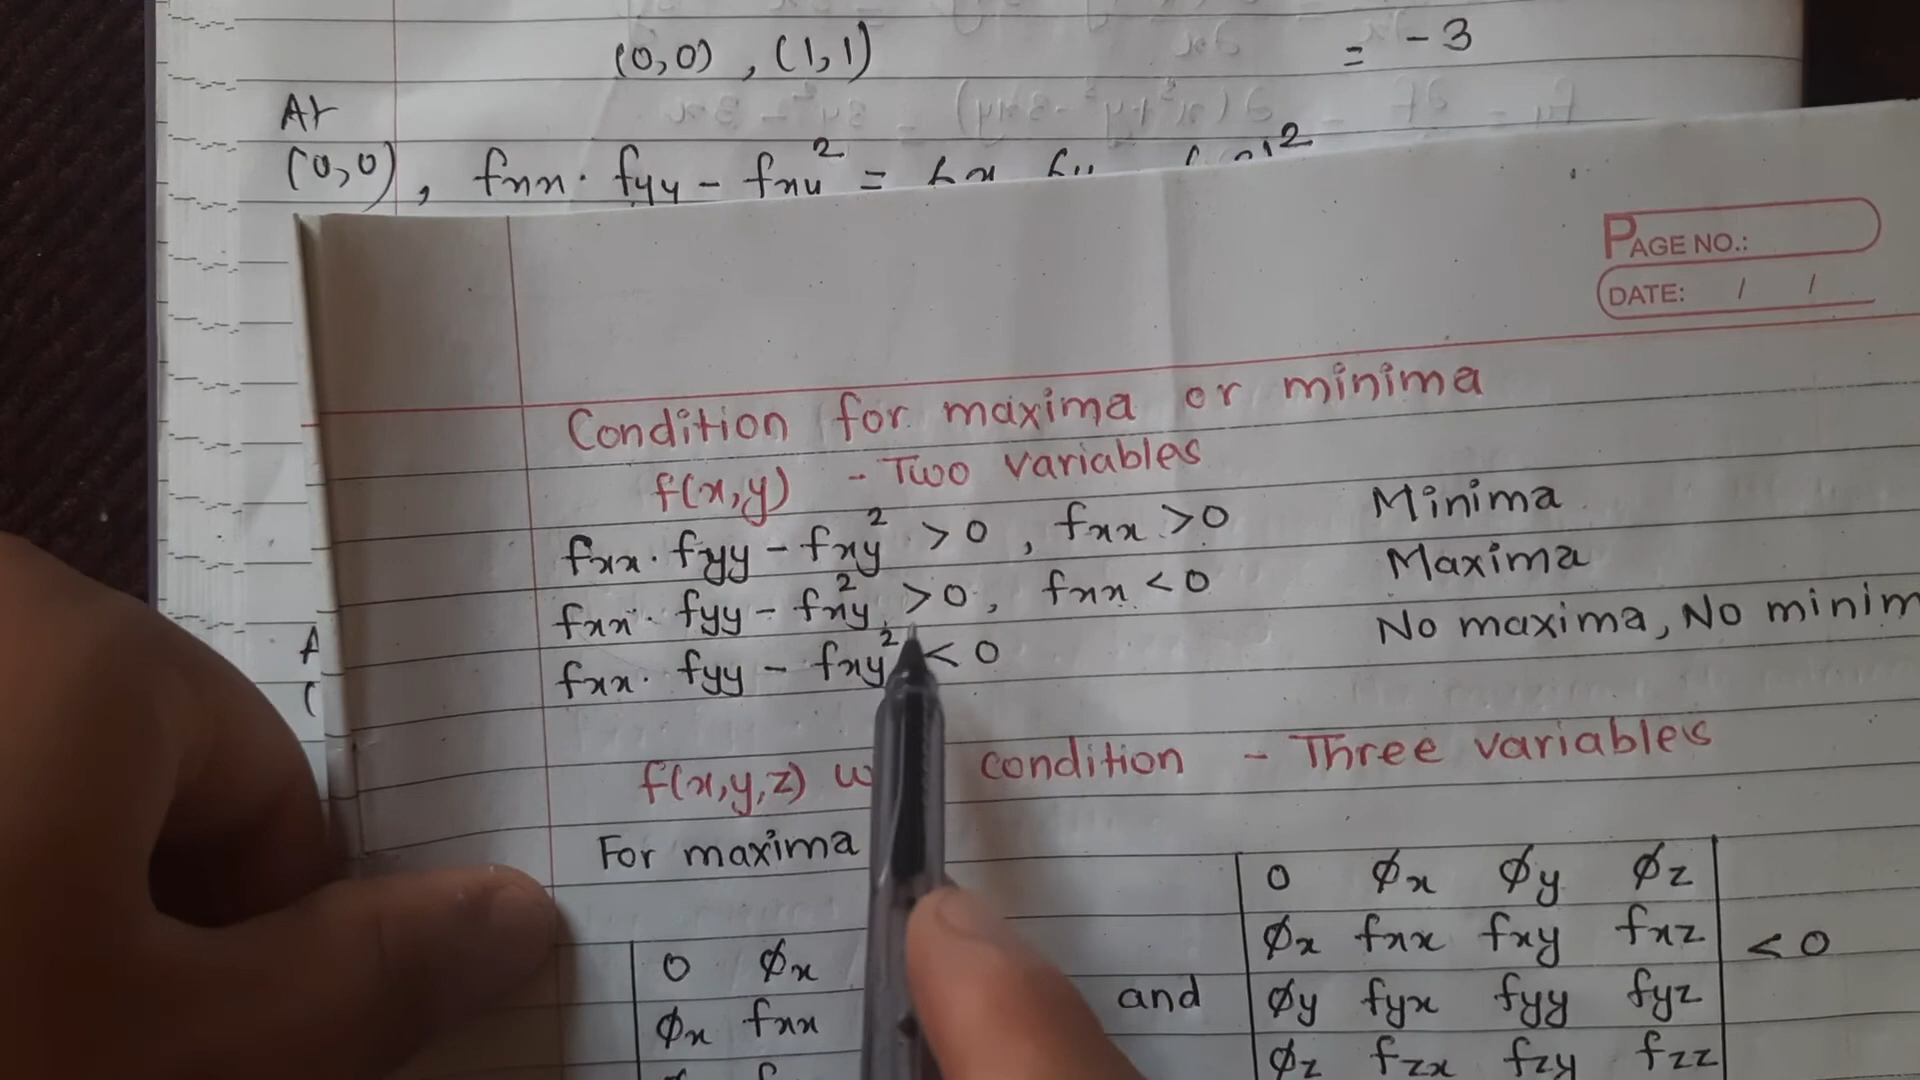 (0,0) , (1,1) = -3
At
(0,0), fxx. fyy - fxy² =
PAGE NO.:
DATE: / /
Condition for maxima or minima
f(x,y) - Two variables
fxx. fyy - fxy² > 0 , fxx > 0 Minima
fxx. fyy - fxy² > 0, fxx < 0 Maxima
fxx. fyy - fxy² < 0 No maxima, No minim
f(x,y,z) condition - Three variables
For maxima
0 φx φy φz
φx fxx fxy fxz < 0
0 φx
and φy fyx fyy fyz
φx fxx
φz fzx fzy fzz